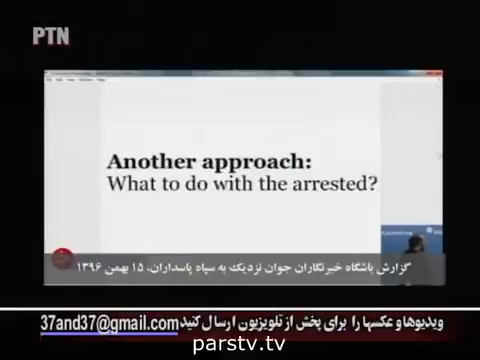 PTN
Another approach:
What to do with the arrested?
گزارش باشگاه خبرنگاران جوان نزدیک به سپاه پاسداران، ۱۵ بهمن ۱۳۹۶
ویدیوها و عکسها را برای پخش از تلویزیون ارسال کنید 37and37@gmail.com
parstv.tv